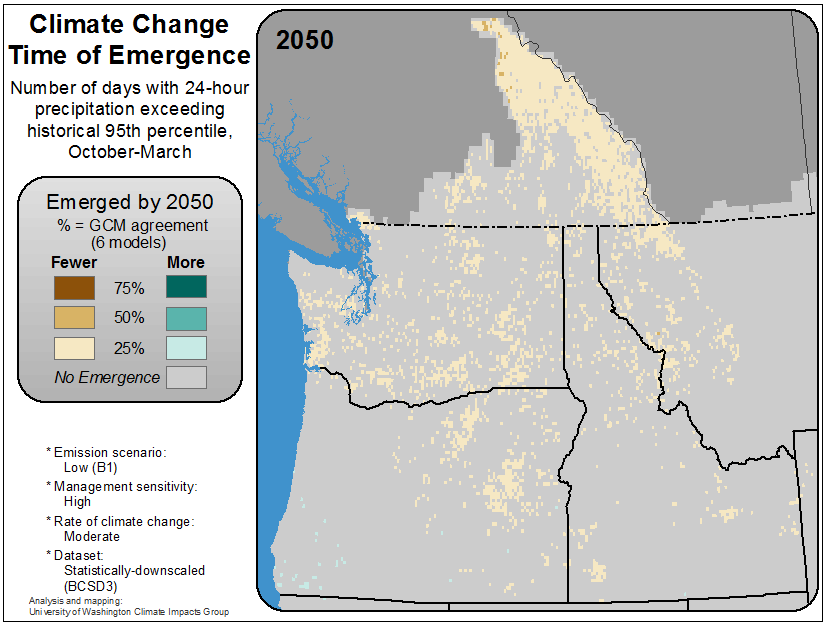 Climate Change
Time of Emergence
Number of days with 24-hour
precipitation exceeding
historical 95th percentile,
October-March
Emerged by 2050
% = GCM agreement
(6 models)
Fewer More
75%
50%
25%
No Emergence
* Emission scenario:
Low (B1)
* Management sensitivity:
High
* Rate of climate change:
Moderate
* Dataset:
Statistically-downscaled
(BCSD3)
Analysis and mapping:
University of Washington Climate Impacts Group
2050